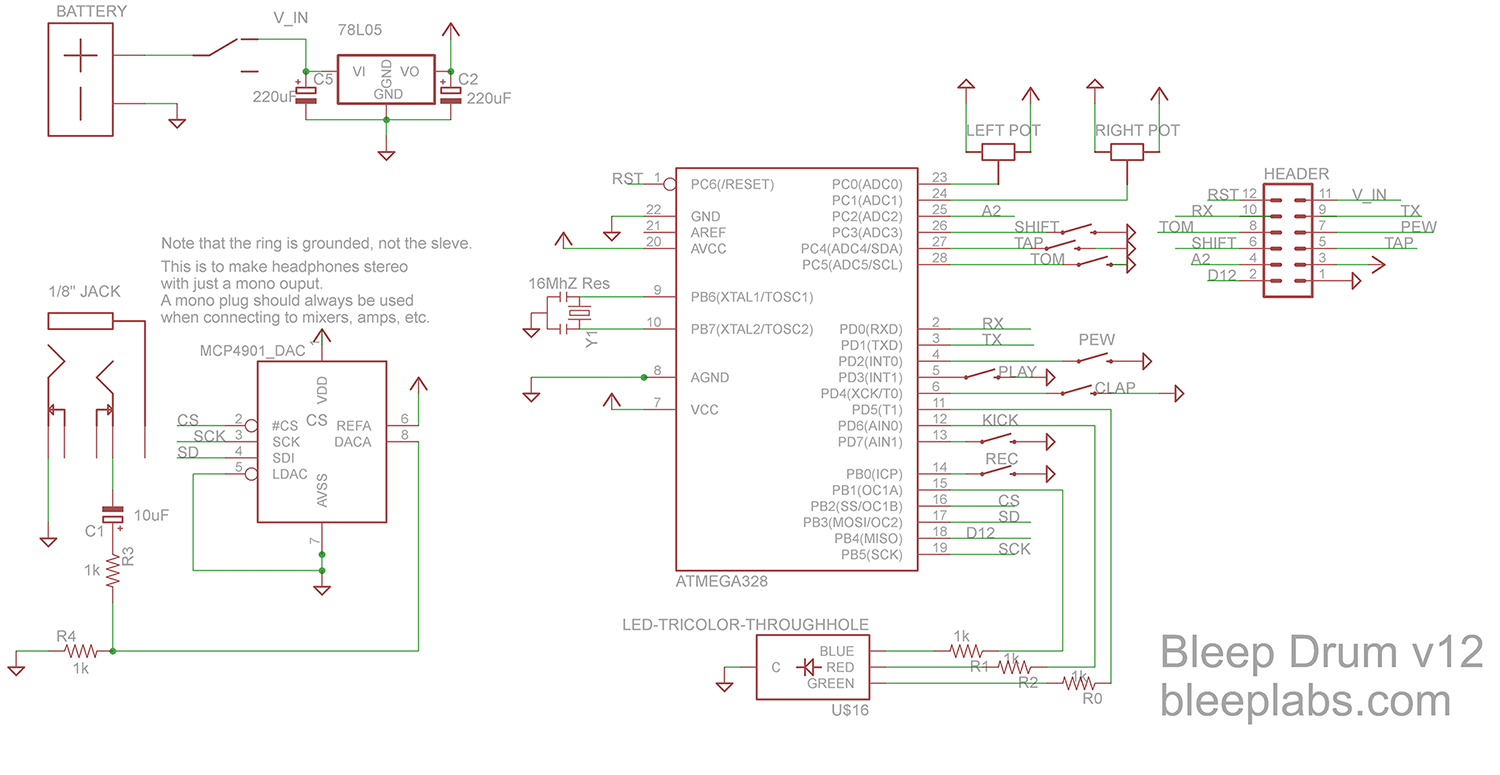 BATTERY
V_IN
78L05
VI
GND
VO
GND
+
C5
220uF
+
C2
220uF
LEFT POT
RIGHT POT
HEADER
RST 12
11 V_IN
RX 10
9 TX
TOM 8
7 PEW
SHIFT 6
5 TAP
A2 4
3
D12 2
1
RST 1
PC6(/RESET)
22 GND
21 AREF
20 AVCC
16MhZ Res
Y1
9 PB6(XTAL1/TOSC1)
10 PB7(XTAL2/TOSC2)
8 AGND
7 VCC
PC0(ADC0) 23
PC1(ADC1) 24
PC2(ADC2) 25 A2
PC3(ADC3) 26 SHIFT
PC4(ADC4/SDA) 27 TAP
PC5(ADC5/SCL) 28 TOM
PD0(RXD) 2 RX
PD1(TXD) 3 TX
PD2(INT0) 4 PEW
PD3(INT1) 5 PLAY
PD4(XCK/T0) 6 CLAP
PD5(T1) 11
PD6(AIN0) 12
PD7(AIN1) 13 KICK
PB0(ICP) 14 REC
PB1(OC1A) 15
PB2(SS/OC1B) 16 CS
PB3(MOSI/OC2) 17 SD
PB4(MISO) 18 D12
PB5(SCK) 19 SCK
ATMEGA328
Note that the ring is grounded, not the sleve.
This is to make headphones stereo
with just a mono ouput.
A mono plug should always be used
when connecting to mixers, amps, etc.
1/8" JACK
MCP4901_DAC
1
VDD
CS
CS 2 #CS
SCK 3 SCK
SD 4 SDI
5 LDAC
REFA 6
DACA 8
AVSS
7
10uF
C1
+
1k
R3
R4
1k
LED-TRICOLOR-THROUGHHOLE
C
BLUE
RED
GREEN
U$16
1k
R1
1k
R2
1k
R0
Bleep Drum v12
bleeplabs.com